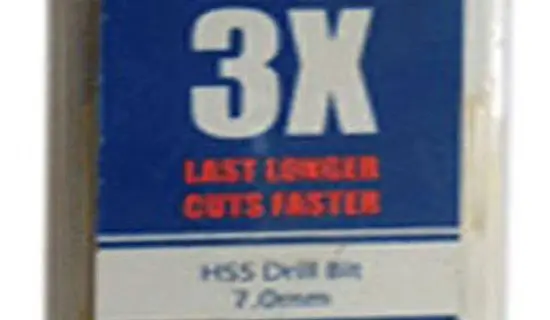 3X
LAST LONGER
CUTS FASTER
HSS Drill Bit
7.0mm